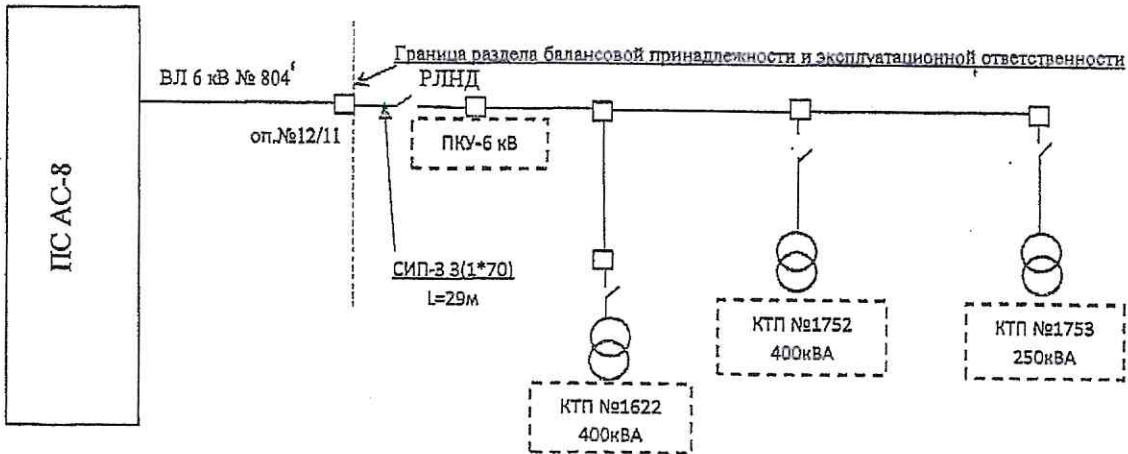 Граница раздела балансовой принадлежности и эксплуатационной ответственности
ВЛ 6 кВ № 804
РЛНД
оп.№12/11
ПКУ-6 кВ
ПС АС-8
СИП-3 3(1*70)
L=29м
КТП №1752
400кВА
КТП №1753
250кВА
КТП №1622
400кВА